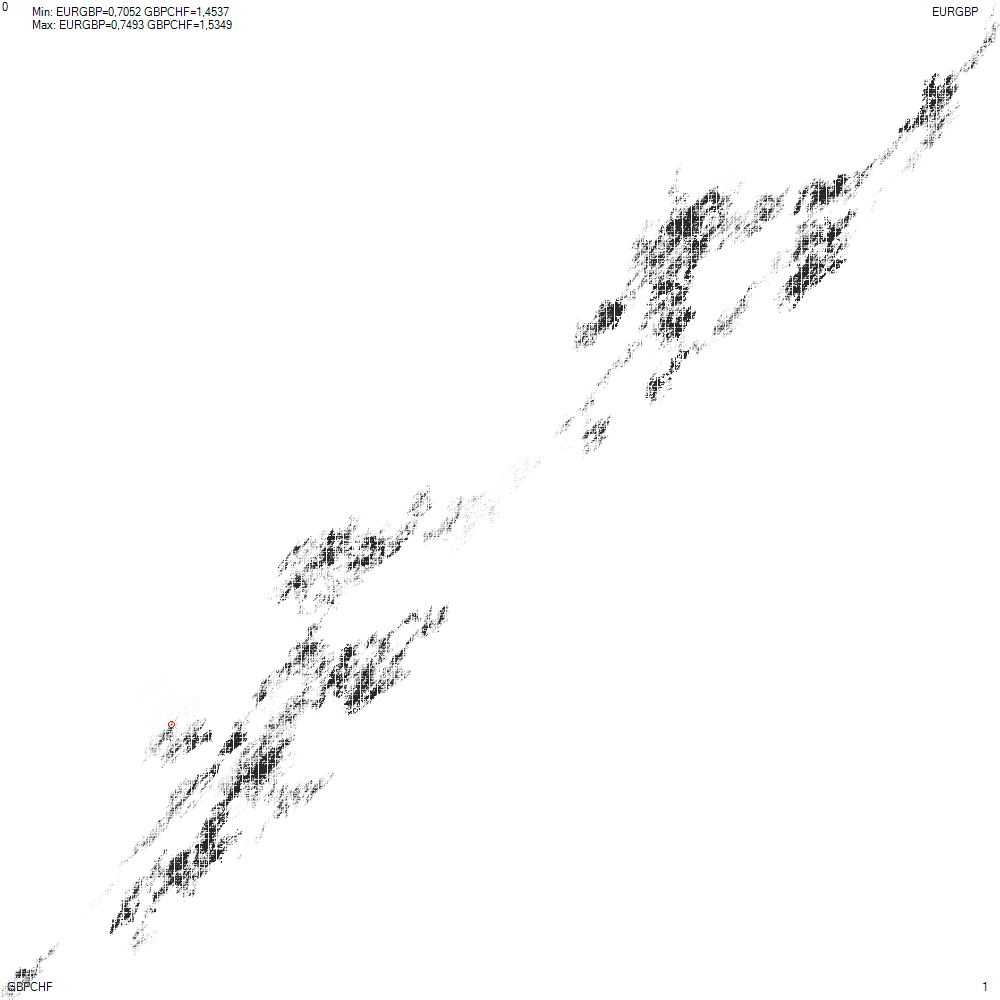 0
Min: EURGBP=0,7052 GBPCHF=1,4537
Max: EURGBP=0,7493 GBPCHF=1,5349
EURGBP
GBPCHF
1